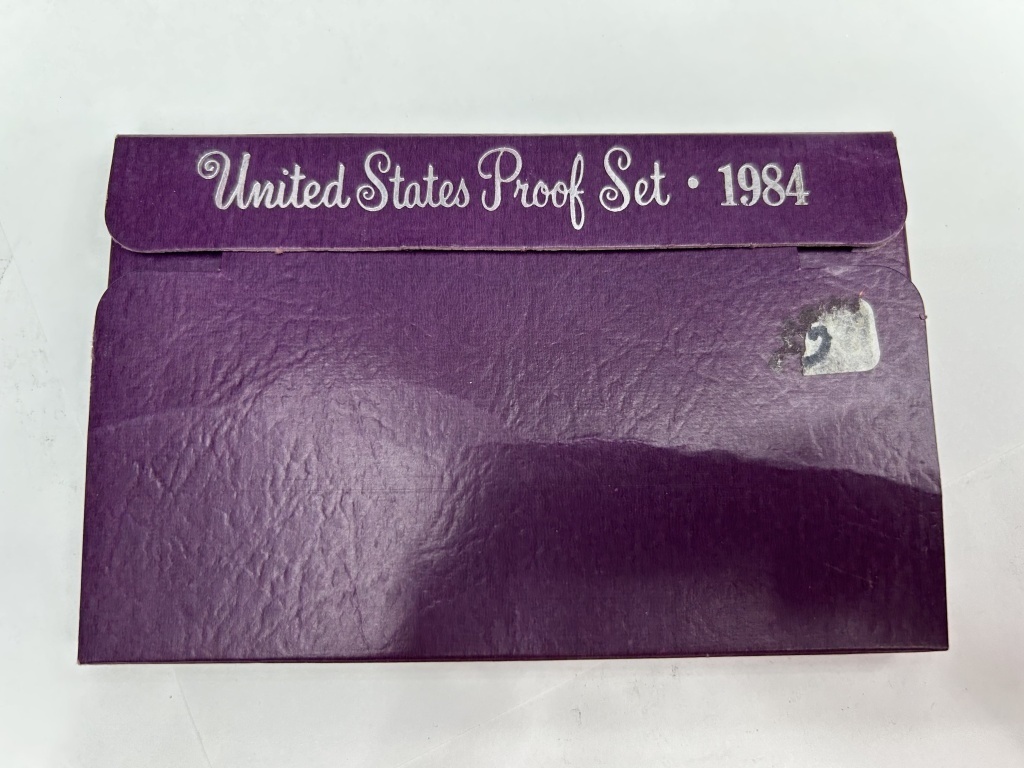 United States Proof Set · 1984